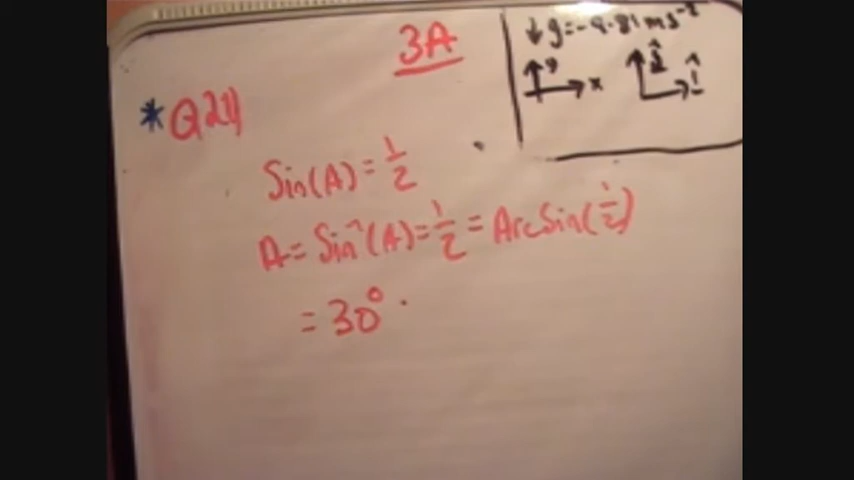 3A
↓ g=-9.81ms⁻²
y
x
ĵ
î
*Q21)
Sin(A)=1/2
A=Sin⁻¹(A)=1/2=ArcSin(1/2)
=30°.